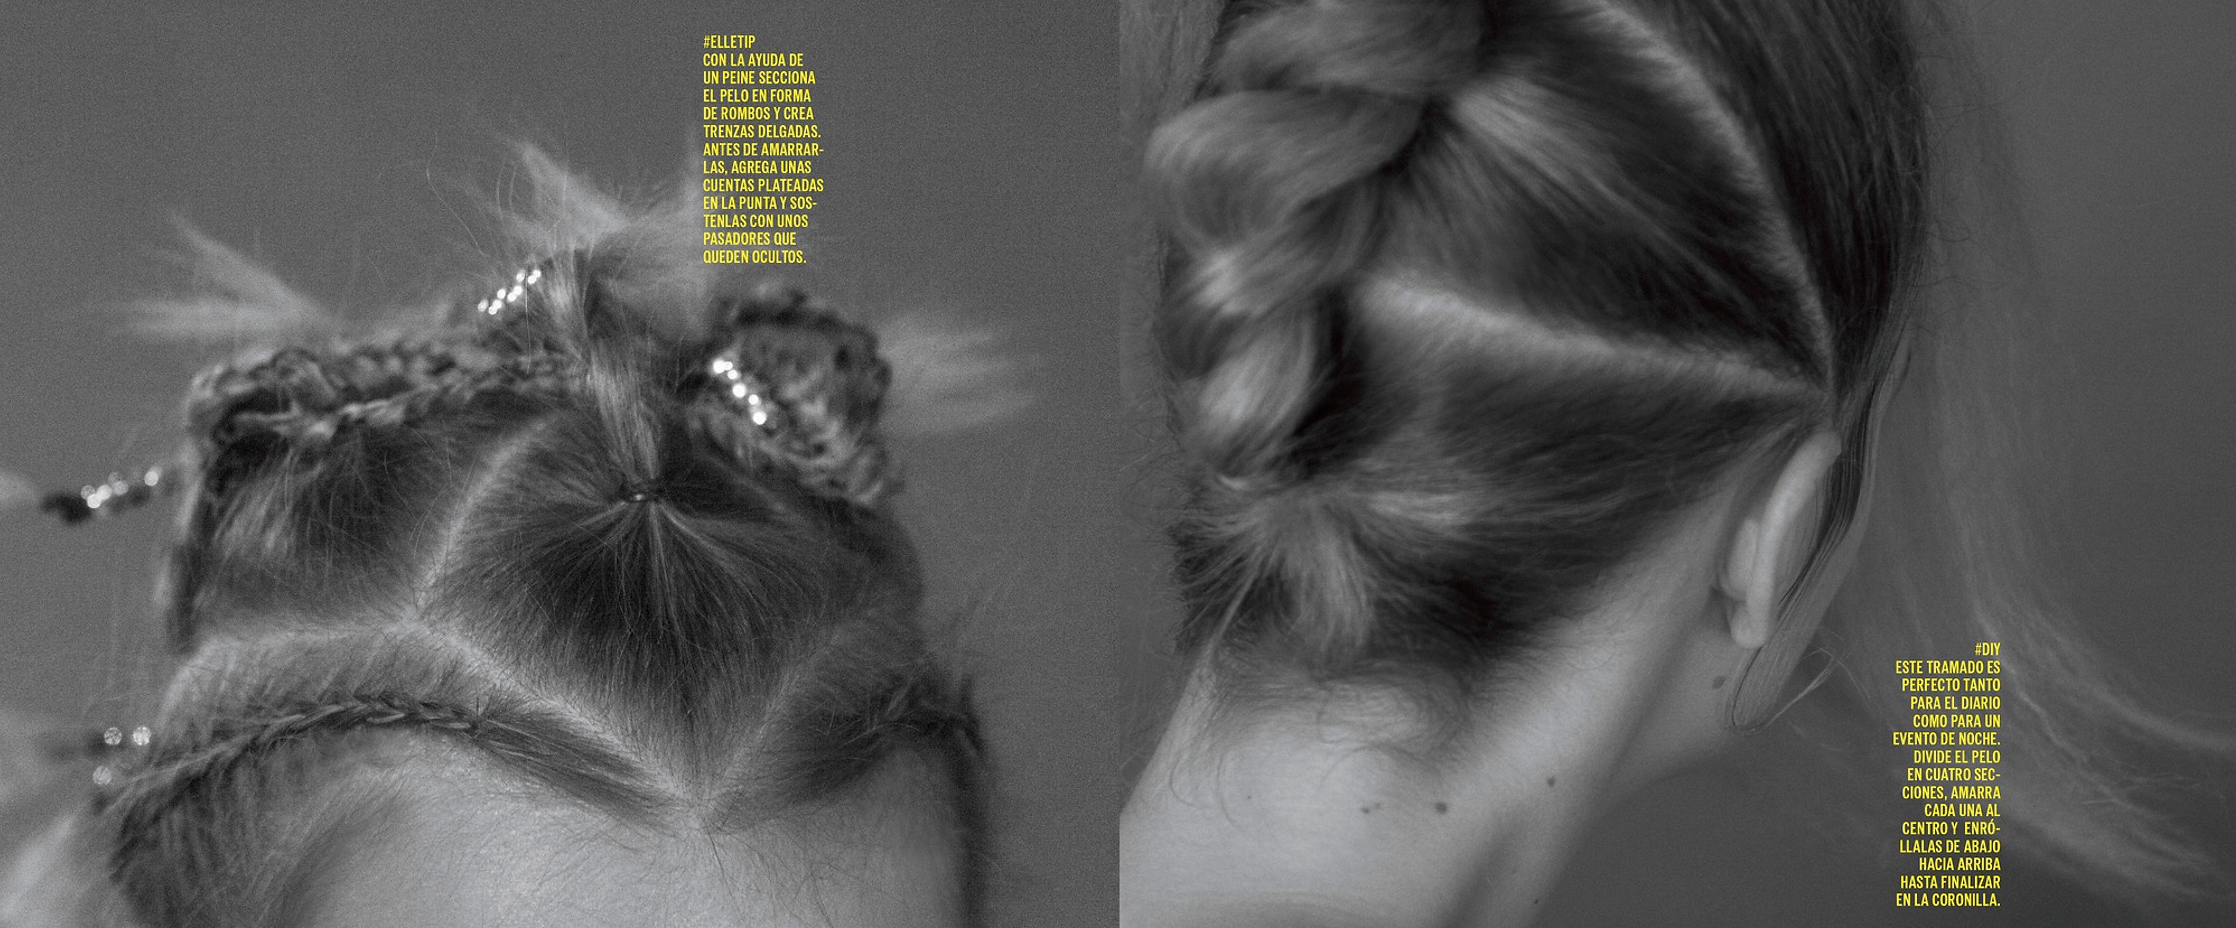 #ELLETIP
CON LA AYUDA DE
UN PEINE SECCIONA
EL PELO EN FORMA
DE ROMBOS Y CREA
TRENZAS DELGADAS.
ANTES DE AMARRAR-
LAS, AGREGA UNAS
CUENTAS PLATEADAS
EN LA PUNTA Y SOS-
TENLAS CON UNOS
PASADORES QUE
QUEDEN OCULTOS.
#DIY
ESTE TRAMADO ES
PERFECTO TANTO
PARA EL DIARIO
COMO PARA UN
EVENTO DE NOCHE.
DIVIDE EL PELO
EN CUATRO SEC-
CIONES, AMARRA
CADA UNA AL
CENTRO Y ENRÓ-
LLALAS DE ABAJO
HACIA ARRIBA
HASTA FINALIZAR
EN LA CORONILLA.